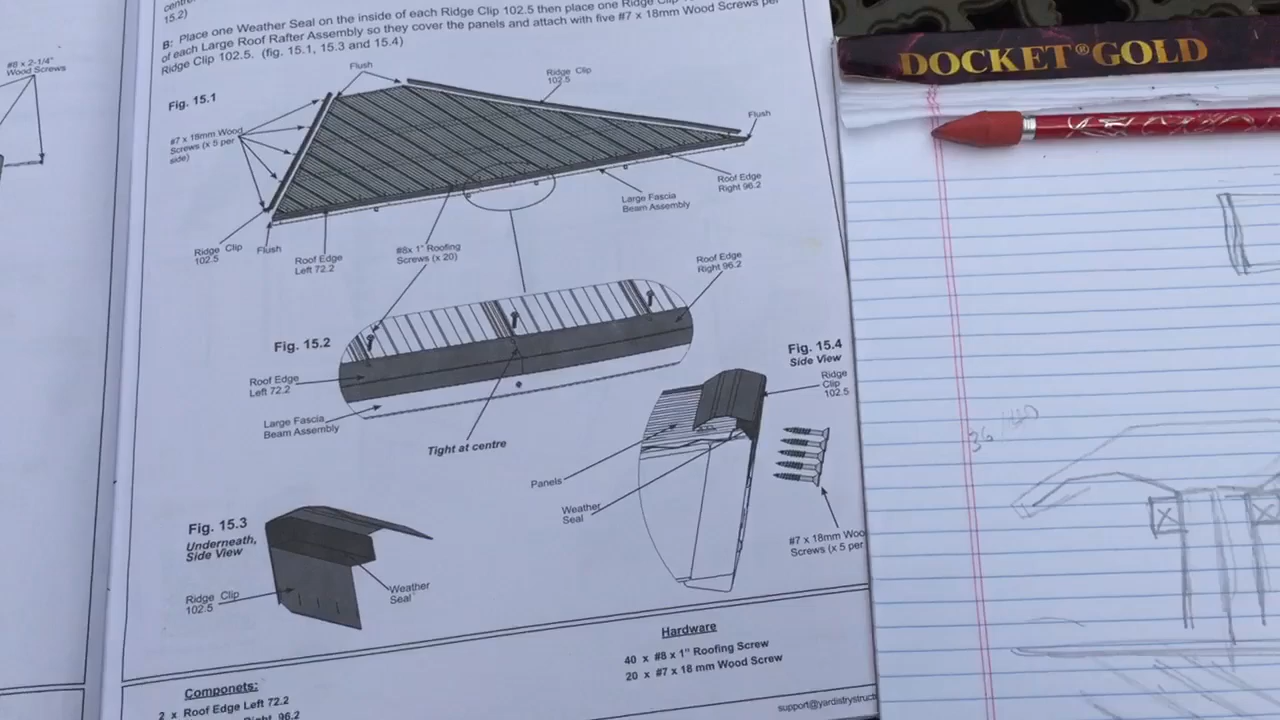 15.2)
B: Place one Weather Seal on the inside of each Ridge Clip 102.5 then place one Ridge Clip
of each Large Roof Rafter Assembly so they cover the panels and attach with five #7 x 18mm Wood Screws per
Ridge Clip 102.5. (fig. 15.1, 15.3 and 15.4)
#8 x 2-1/4"
Wood Screws
Fig. 15.1
Flush
Ridge Clip
102.5
Flush
#7 x 18mm Wood
Screws (x 5 per
side)
Roof Edge
Right 96.2
Large Fascia
Beam Assembly
Ridge Clip
102.5
Flush
Roof Edge
Left 72.2
#8x 1" Roofing
Screws (x 20)
Roof Edge
Right 96.2
Fig. 15.2
Roof Edge
Left 72.2
Large Fascia
Beam Assembly
Tight at centre
Fig. 15.4
Side View
Ridge
Clip
102.5
Panels
Weather
Seal
#7 x 18mm Woo
Screws (x 5 per
Fig. 15.3
Underneath,
Side View
Ridge Clip
102.5
Weather
Seal
Hardware
40 x #8 x 1" Roofing Screw
20 x #7 x 18 mm Wood Screw
Componets:
2 x Roof Edge Left 72.2
Right 96.2
support@yardistrystruct
DOCKET® GOLD